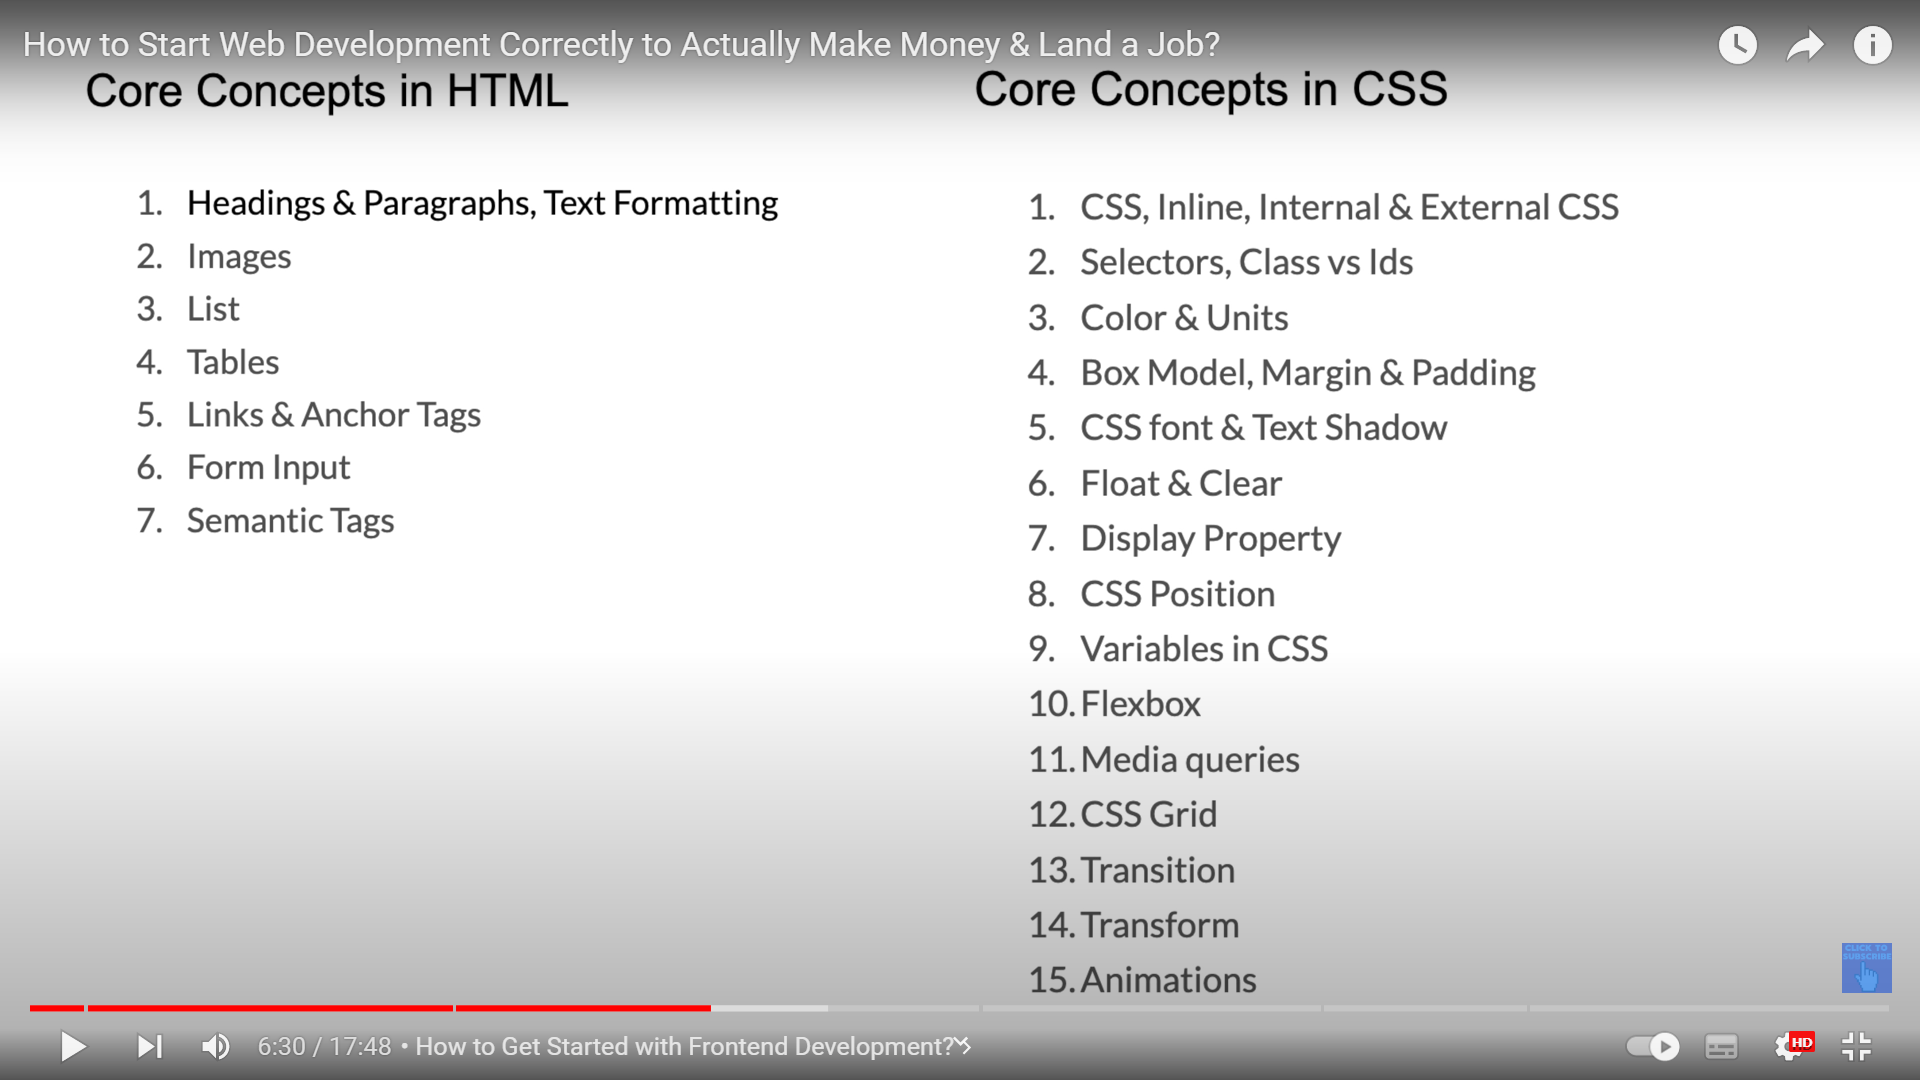 How to Start Web Development Correctly to Actually Make Money & Land a Job?
Core Concepts in HTML
1. Headings & Paragraphs, Text Formatting
2. Images
3. List
4. Tables
5. Links & Anchor Tags
6. Form Input
7. Semantic Tags
Core Concepts in CSS
1. CSS, Inline, Internal & External CSS
2. Selectors, Class vs Ids
3. Color & Units
4. Box Model, Margin & Padding
5. CSS font & Text Shadow
6. Float & Clear
7. Display Property
8. CSS Position
9. Variables in CSS
10. Flexbox
11. Media queries
12. CSS Grid
13. Transition
14. Transform
15. Animations
CLICK TO
SUBSCRIBE
6:30 / 17:48 • How to Get Started with Frontend Development?
HD